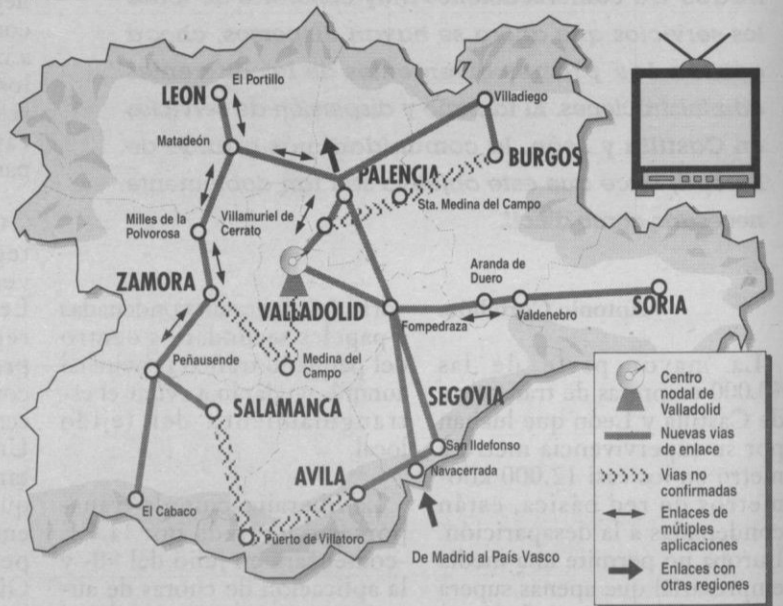 El Portillo
LEON
Villadiego
Matadeón
BURGOS
PALENCIA
Sta. Medina del Campo
Milles de la
Polvorosa
Villamuriel de
Cerrato
ZAMORA
Aranda de
Duero
SORIA
VALLADOLID
Fompedraza
Valdenebro
Peñausende
Medina del
Campo
SEGOVIA
SALAMANCA
San Ildefonso
Navacerrada
AVILA
El Cabaco
Puerto de Villatoro
De Madrid al País Vasco
Centro
nodal de
Valladolid
Nuevas vias
de enlace
Vias no
confirmadas
Enlaces de
mútiples
aplicaciones
Enlaces con
otras regiones